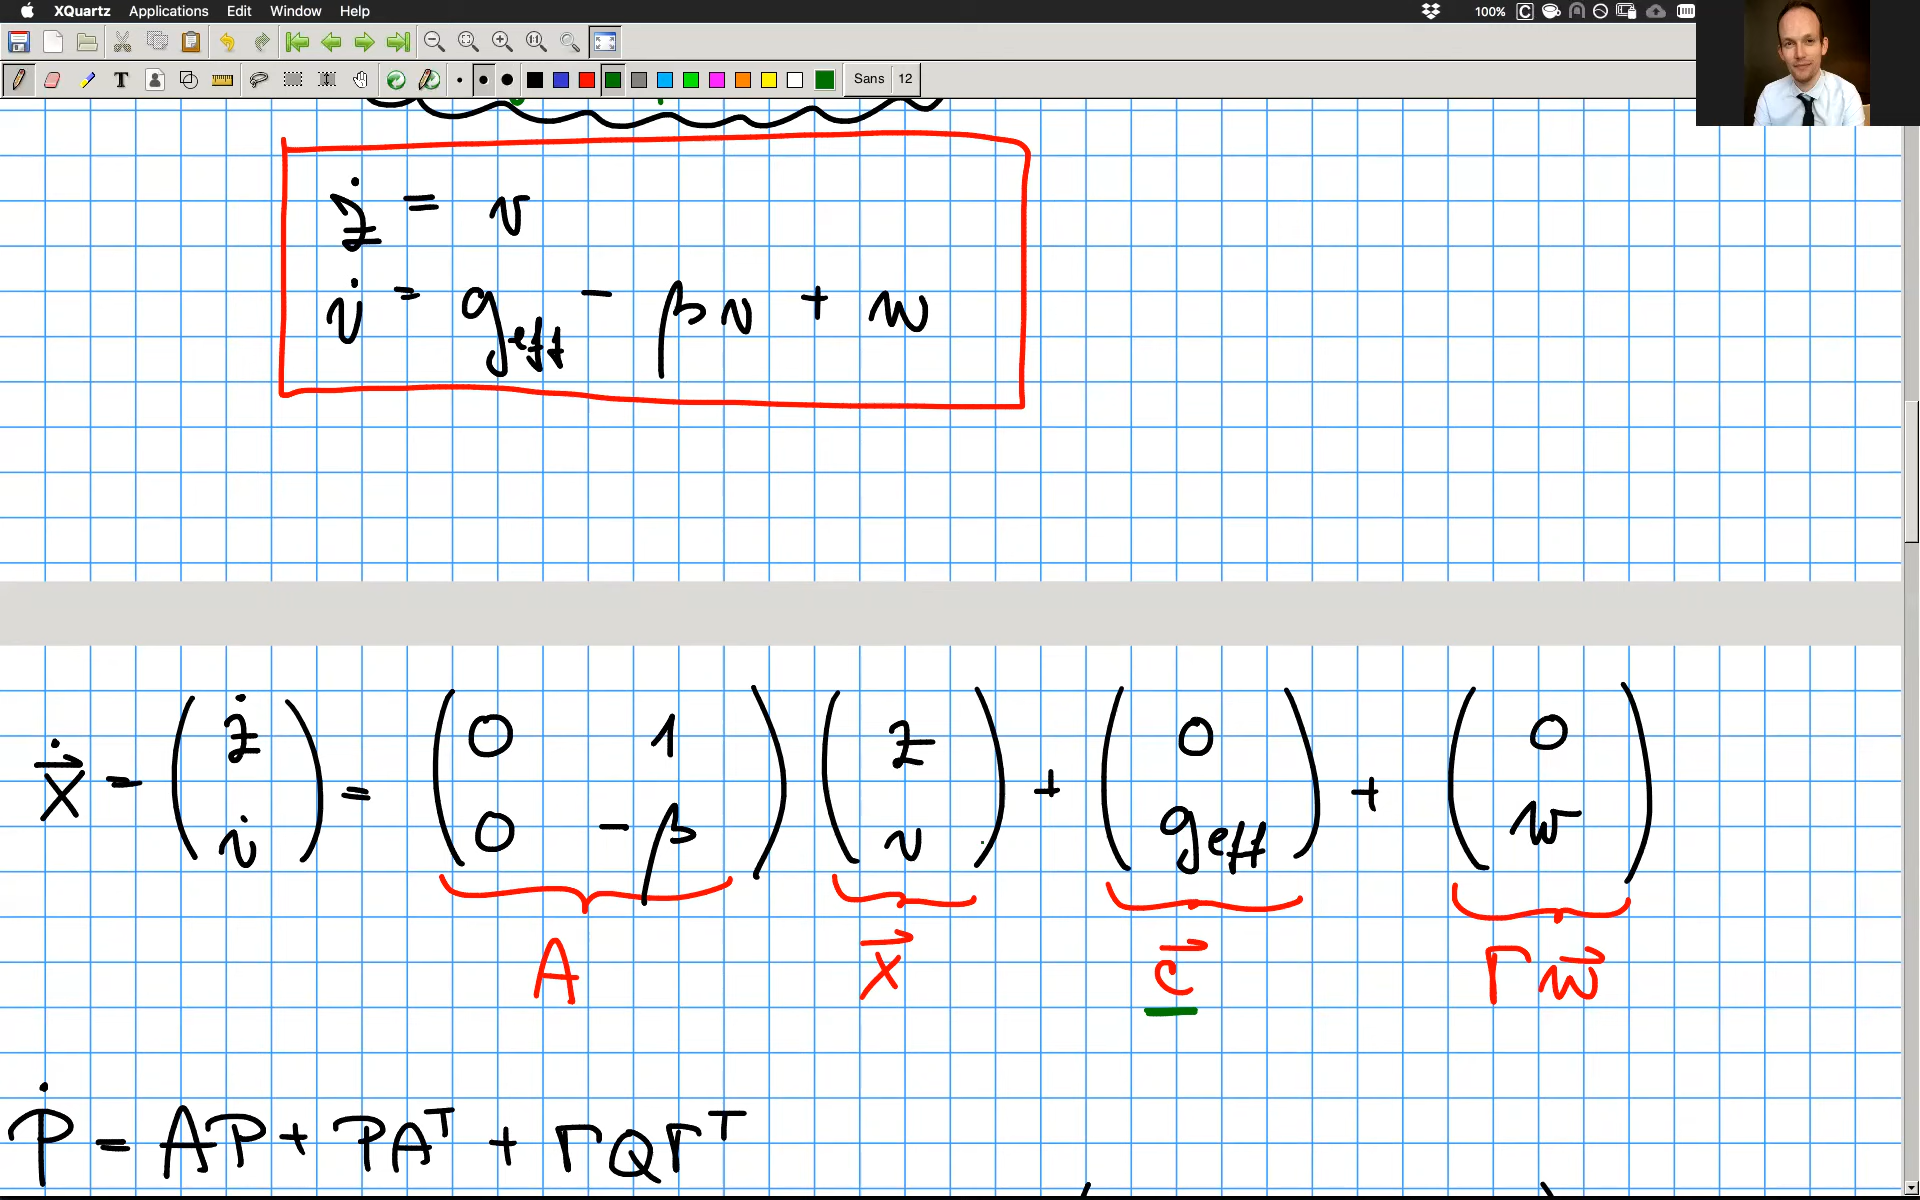 XQuartz Applications Edit Window Help 100%
Sans 12
ż = v
v̇ = g_eff − βv + w
ẋ⃗ = ( ż ; v̇ ) = ( 0 1 ; 0 −β ) ( z ; v ) + ( 0 ; g_eff ) + ( 0 ; w )
A x⃗ c⃗ Γ w⃗
Ṗ = AP + PAᵀ + ΓQΓᵀ